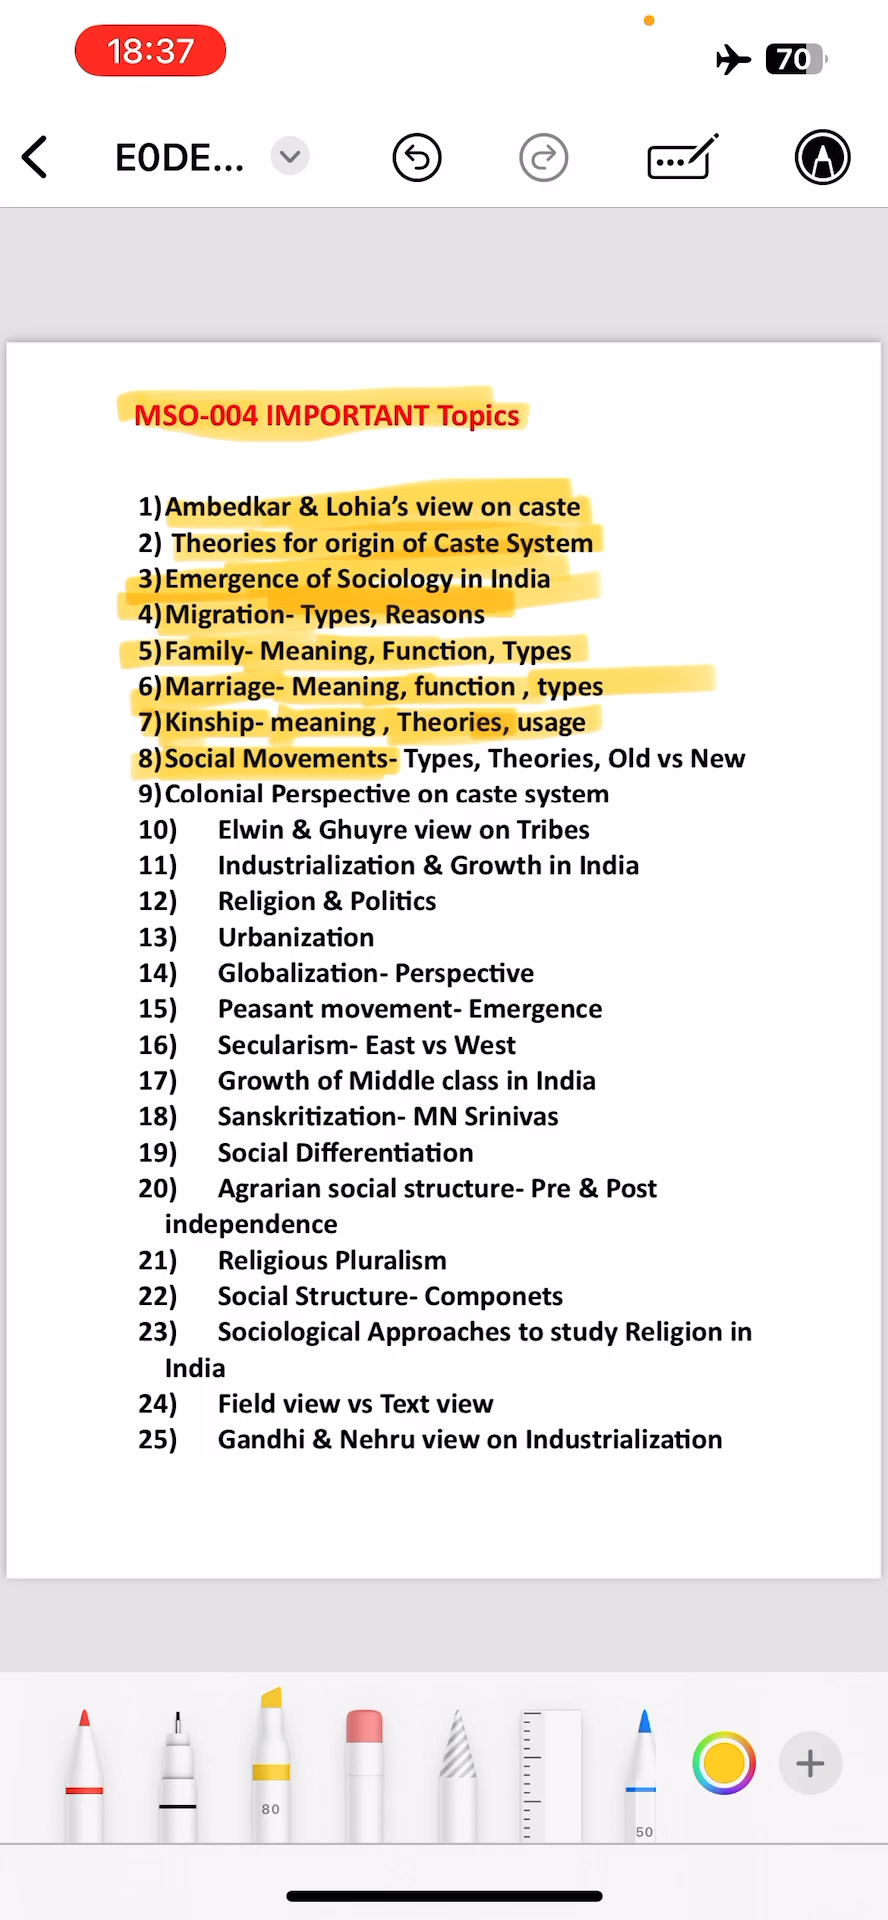 18:37
70
E0DE...
MSO-004 IMPORTANT Topics
1)Ambedkar & Lohia’s view on caste
2) Theories for origin of Caste System
3)Emergence of Sociology in India
4)Migration- Types, Reasons
5)Family- Meaning, Function, Types
6)Marriage- Meaning, function , types
7)Kinship- meaning , Theories, usage
8)Social Movements- Types, Theories, Old vs New
9)Colonial Perspective on caste system
10) Elwin & Ghuyre view on Tribes
11) Industrialization & Growth in India
12) Religion & Politics
13) Urbanization
14) Globalization- Perspective
15) Peasant movement- Emergence
16) Secularism- East vs West
17) Growth of Middle class in India
18) Sanskritization- MN Srinivas
19) Social Differentiation
20) Agrarian social structure- Pre & Post
independence
21) Religious Pluralism
22) Social Structure- Componets
23) Sociological Approaches to study Religion in
India
24) Field view vs Text view
25) Gandhi & Nehru view on Industrialization
80
50